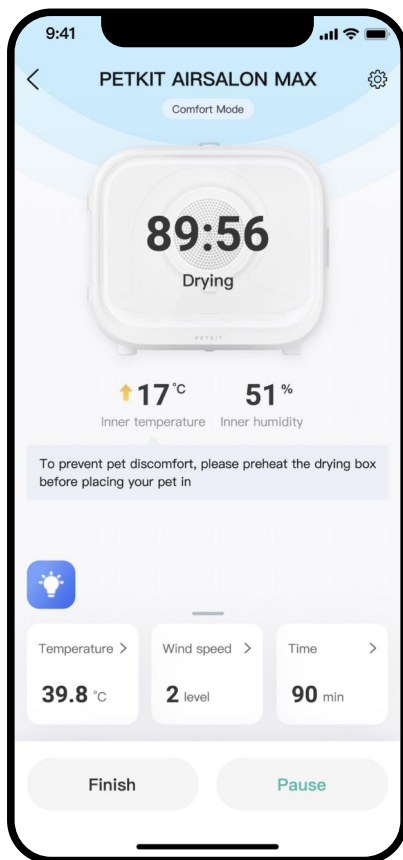 9:41
PETKIT AIRSALON MAX
Comfort Mode
89:56
Drying
PETKIT
17 °C
51 %
Inner temperature
Inner humidity
To prevent pet discomfort, please preheat the drying box
before placing your pet in
Temperature >
Wind speed >
Time >
39.8 °C
2 level
90 min
Finish
Pause